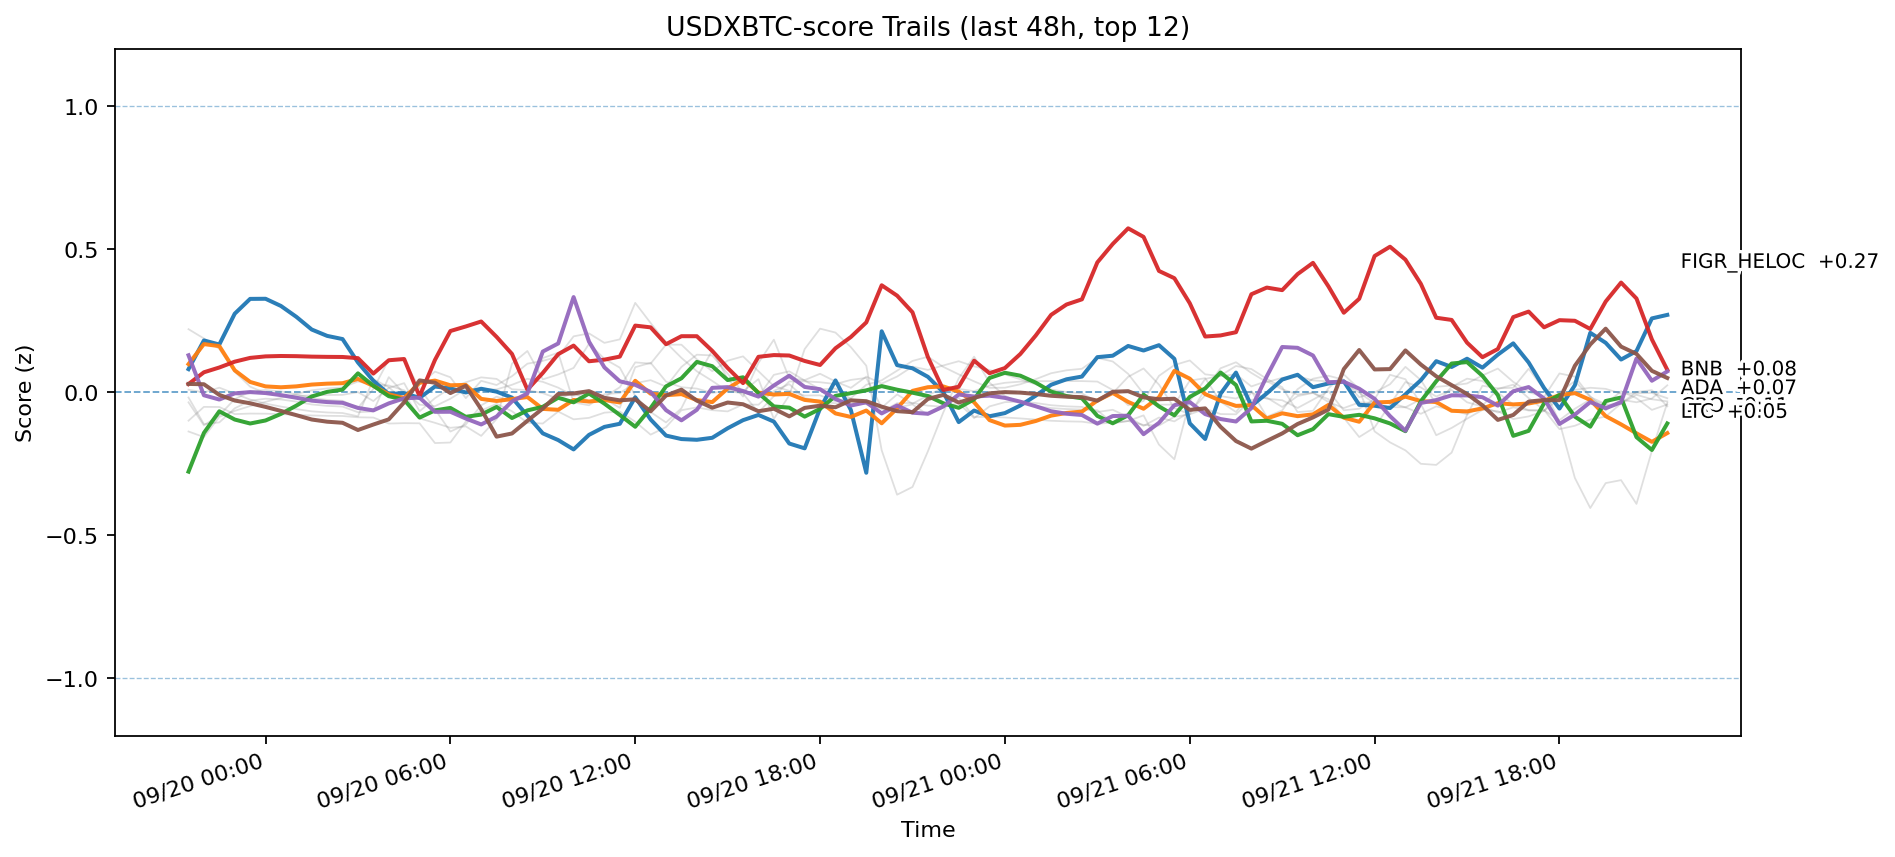 USDXBTC-score Trails (last 48h, top 12)
Score (z)
1.0
0.5
0.0
−0.5
−1.0
FIGR_HELOC +0.27
BNB +0.08
ADA +0.07
LTC +0.05
09/20 00:00
09/20 06:00
09/20 12:00
09/20 18:00
09/21 00:00
09/21 06:00
09/21 12:00
09/21 18:00
Time